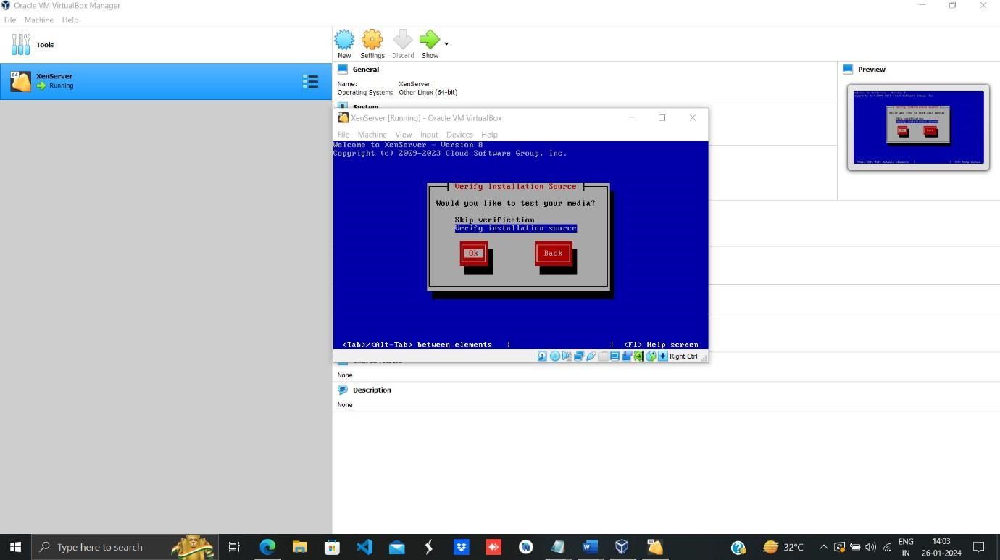 Oracle VM VirtualBox Manager
File Machine Help
Tools
New Settings Discard Show
64
XenServer
Running
General
Name: XenServer
Operating System: Other Linux (64-bit)
System
Preview
XenServer [Running] - Oracle VM VirtualBox
File Machine View Input Devices Help
Welcome to XenServer - Version 8
Copyright (c) 2009-2023 Cloud Software Group, Inc.
Verify Installation Source
Would you like to test your media?
Skip verification
Verify installation source
Ok Back
<Tab>/<Alt-Tab> between elements | | <F1> Help screen
Right Ctrl
None
Description
None
Type here to search
32°C
ENG
IN
14:03
26-01-2024